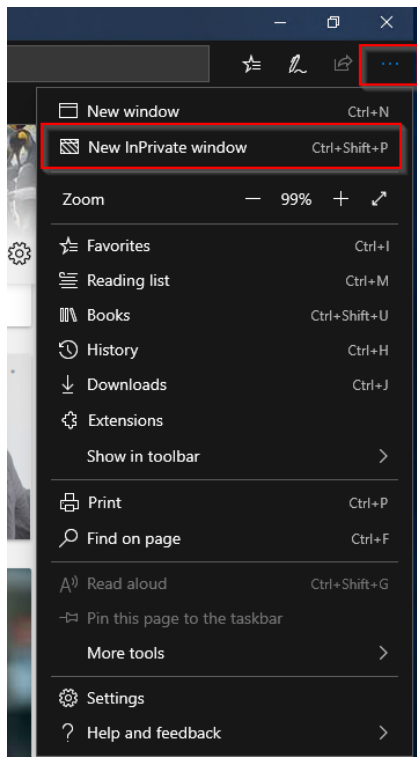 New window Ctrl+N
New InPrivate window Ctrl+Shift+P
Zoom — 99% +
Favorites Ctrl+I
Reading list Ctrl+M
Books Ctrl+Shift+U
History Ctrl+H
Downloads Ctrl+J
Extensions
Show in toolbar
Print Ctrl+P
Find on page Ctrl+F
Read aloud Ctrl+Shift+G
Pin this page to the taskbar
More tools
Settings
Help and feedback